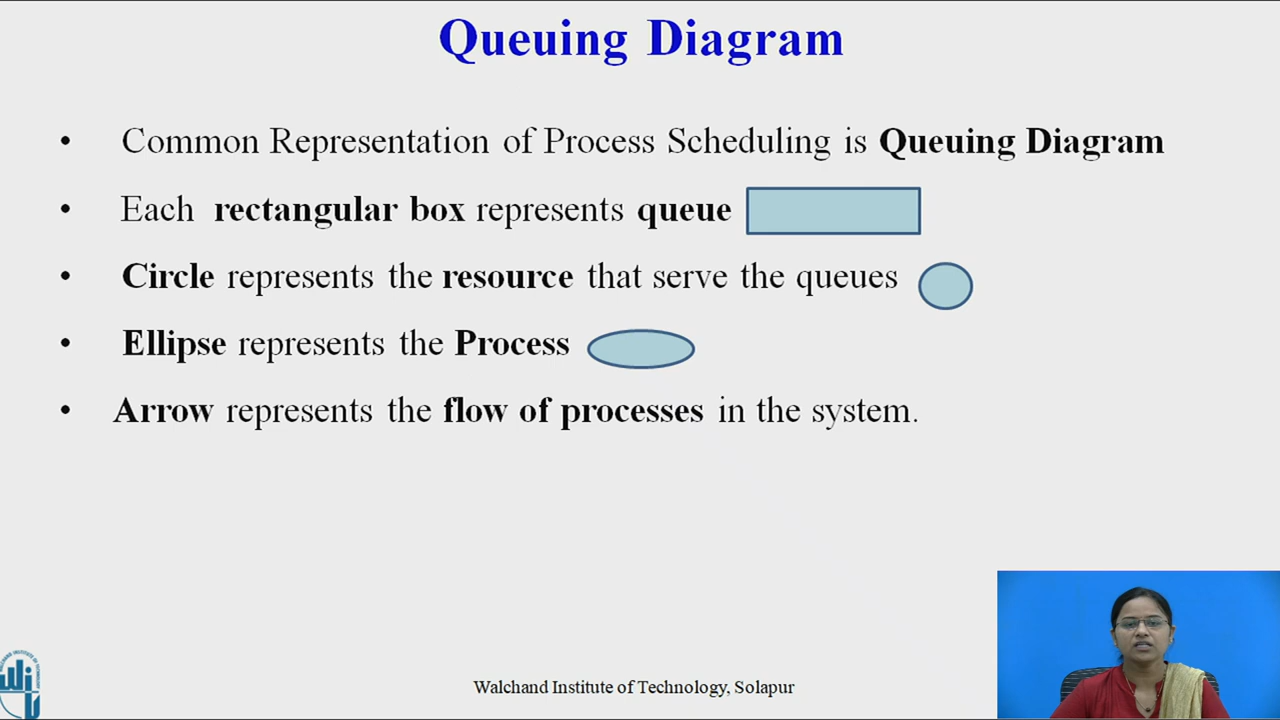 Queuing Diagram
• Common Representation of Process Scheduling is Queuing Diagram
• Each rectangular box represents queue
• Circle represents the resource that serve the queues
• Ellipse represents the Process
• Arrow represents the flow of processes in the system.
Walchand Institute of Technology, Solapur